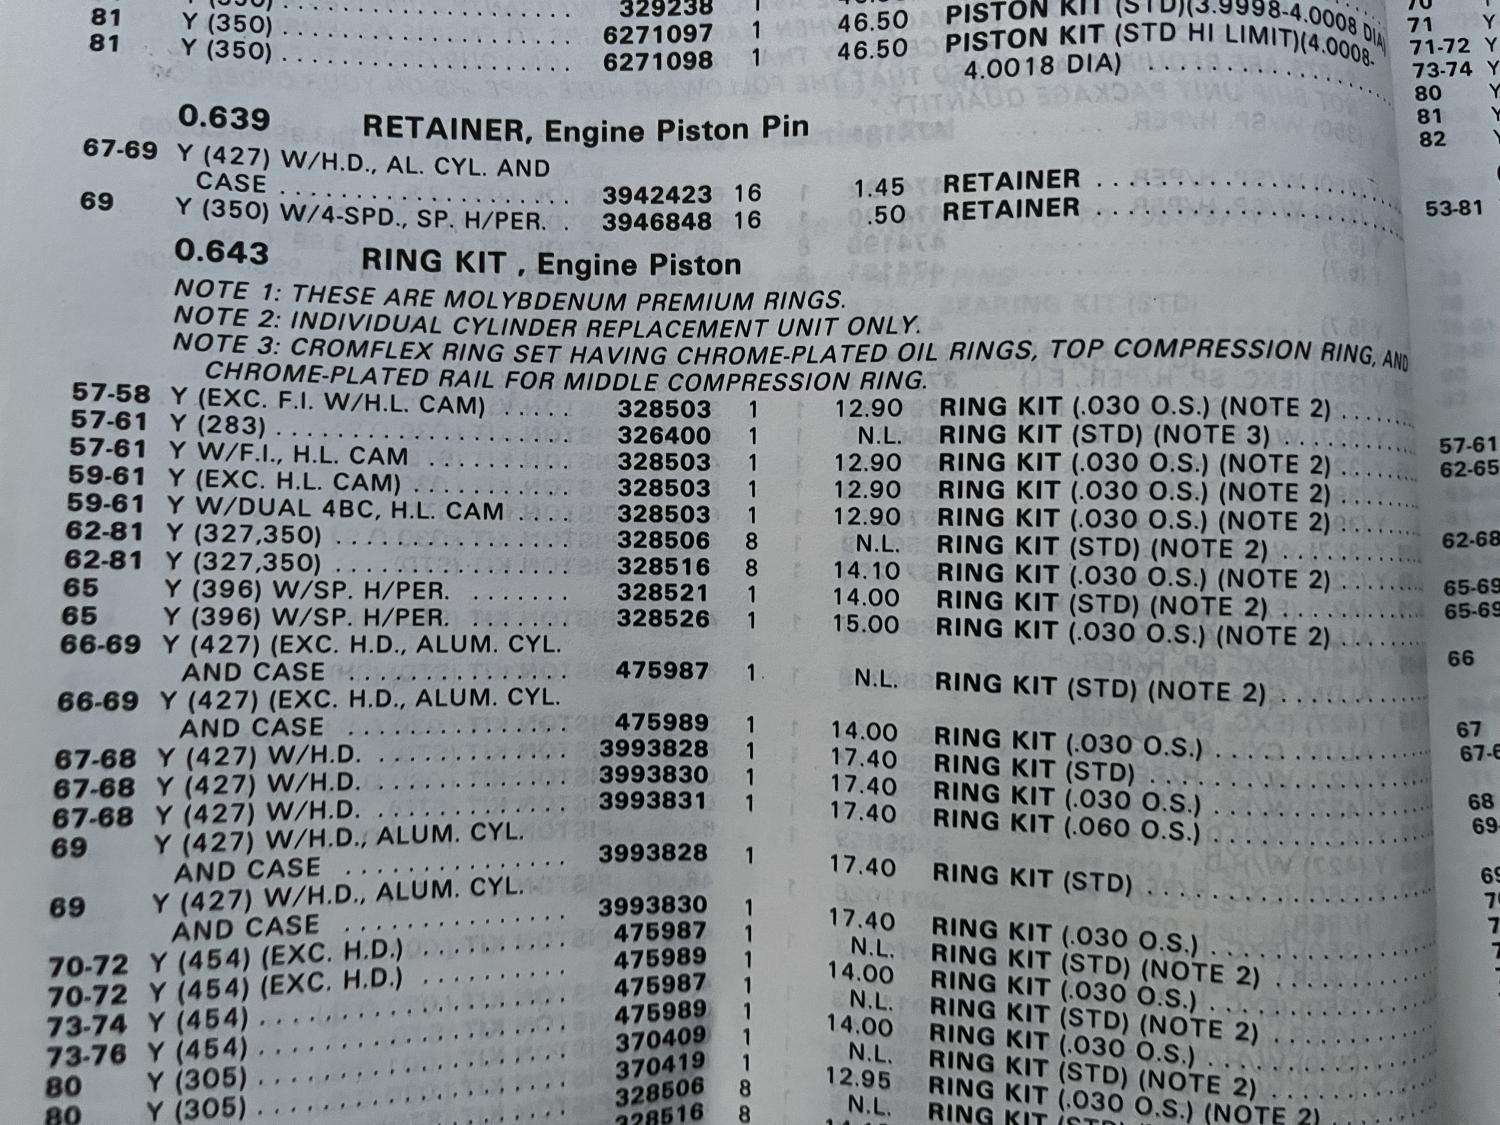 329238 1
81 Y (350) 6271097 1 46.50 PISTON KIT (STD)(3.9998-4.0008 DIA)
81 Y (350) 6271098 1 46.50 PISTON KIT (STD HI LIMIT)(4.0008-
4.0018 DIA)
0.639 RETAINER, Engine Piston Pin
67-69 Y (427) W/H.D., AL. CYL. AND
CASE 3942423 16 1.45 RETAINER
69 Y (350) W/4-SPD., SP. H/PER. 3946848 16 .50 RETAINER
0.643 RING KIT , Engine Piston
NOTE 1: THESE ARE MOLYBDENUM PREMIUM RINGS.
NOTE 2: INDIVIDUAL CYLINDER REPLACEMENT UNIT ONLY.
NOTE 3: CROMFLEX RING SET HAVING CHROME-PLATED OIL RINGS, TOP COMPRESSION RING, AND
CHROME-PLATED RAIL FOR MIDDLE COMPRESSION RING.
57-58 Y (EXC. F.I. W/H.L. CAM) 328503 1 12.90 RING KIT (.030 O.S.) (NOTE 2)
57-61 Y (283) 326400 1 N.L. RING KIT (STD) (NOTE 3)
57-61 Y W/F.I., H.L. CAM 328503 1 12.90 RING KIT (.030 O.S.) (NOTE 2)
59-61 Y (EXC. H.L. CAM) 328503 1 12.90 RING KIT (.030 O.S.) (NOTE 2)
59-61 Y W/DUAL 4BC, H.L. CAM 328503 1 12.90 RING KIT (.030 O.S.) (NOTE 2)
62-81 Y (327,350) 328506 8 N.L. RING KIT (STD) (NOTE 2)
62-81 Y (327,350) 328516 8 14.10 RING KIT (.030 O.S.) (NOTE 2)
65 Y (396) W/SP. H/PER. 328521 1 14.00 RING KIT (STD) (NOTE 2)
65 Y (396) W/SP. H/PER. 328526 1 15.00 RING KIT (.030 O.S.) (NOTE 2)
66-69 Y (427) (EXC. H.D., ALUM. CYL.
AND CASE 475987 1 N.L. RING KIT (STD) (NOTE 2)
66-69 Y (427) (EXC. H.D., ALUM. CYL.
AND CASE 475989 1 14.00 RING KIT (.030 O.S.)
67-68 Y (427) W/H.D. 3993828 1 17.40 RING KIT (STD)
67-68 Y (427) W/H.D. 3993830 1 17.40 RING KIT (.030 O.S.)
67-68 Y (427) W/H.D. 3993831 1 17.40 RING KIT (.060 O.S.)
69 Y (427) W/H.D., ALUM. CYL.
AND CASE 3993828 1 17.40 RING KIT (STD)
69 Y (427) W/H.D., ALUM. CYL.
AND CASE 3993830 1 17.40 RING KIT (.030 O.S.)
70-72 Y (454) (EXC. H.D.) 475987 1 N.L. RING KIT (STD) (NOTE 2)
70-72 Y (454) (EXC. H.D.) 475989 1 14.00 RING KIT (.030 O.S.)
73-74 Y (454) 475987 1 N.L. RING KIT (STD) (NOTE 2)
73-76 Y (454) 475989 1 14.00 RING KIT (.030 O.S.)
80 Y (305) 370409 1 N.L. RING KIT (STD) (NOTE 2)
80 Y (305) 370419 1 12.95 RING KIT (.030 O.S.) (NOTE 2)
328506 8 N.L. RING KIT
328516 8
71 Y
71-72 Y
73-74 Y
80 Y
81 Y
82
53-81
57-61
62-65
62-68
65-69
65-69
66
67
68